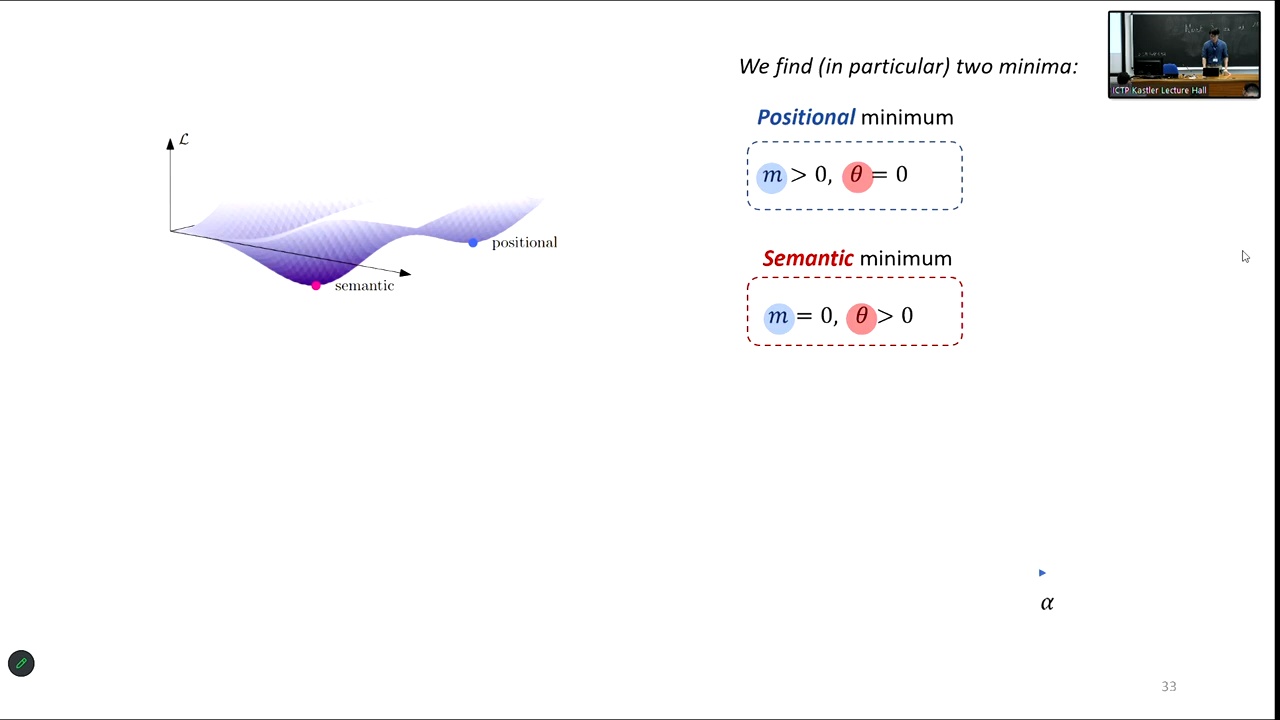 We find (in particular) two minima:
Positional minimum
m > 0, θ = 0
Semantic minimum
m = 0, θ > 0
ℒ
positional
semantic
α
33
ICTP Kastler Lecture Hall